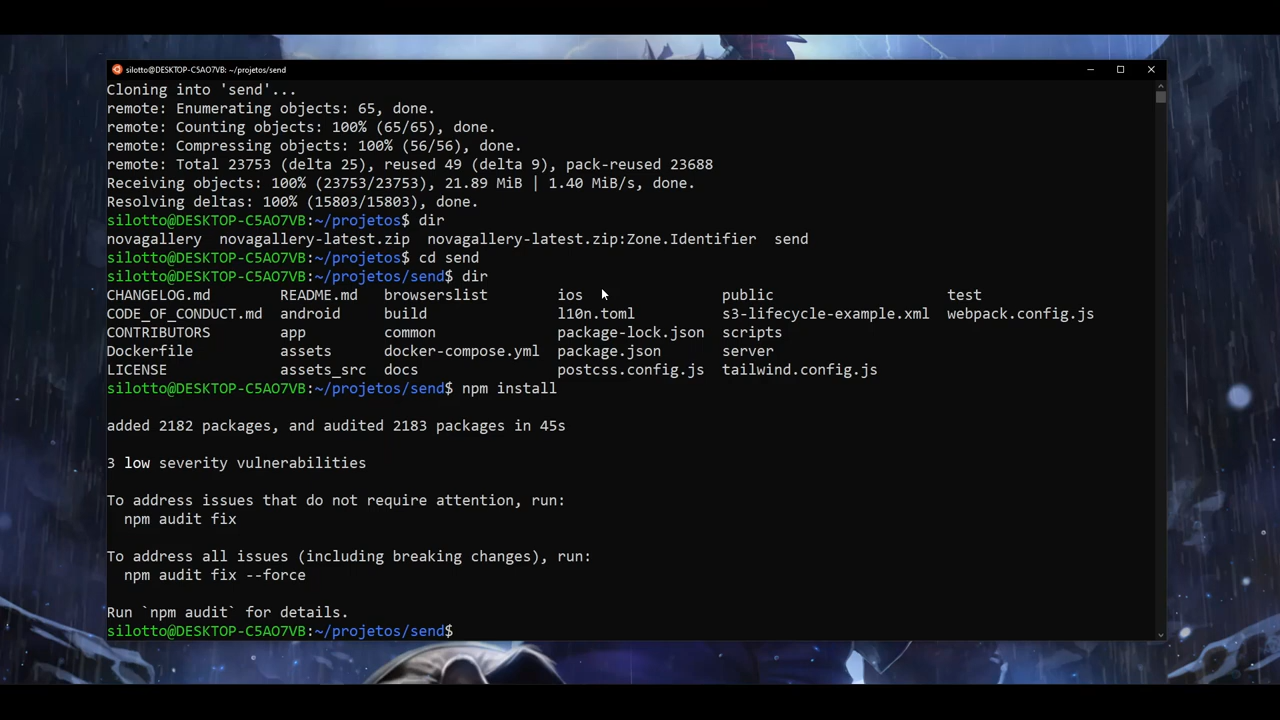 silotto@DESKTOP-C5AO7VB: ~/projetos/send
Cloning into 'send'...
remote: Enumerating objects: 65, done.
remote: Counting objects: 100% (65/65), done.
remote: Compressing objects: 100% (56/56), done.
remote: Total 23753 (delta 25), reused 49 (delta 9), pack-reused 23688
Receiving objects: 100% (23753/23753), 21.89 MiB | 1.40 MiB/s, done.
Resolving deltas: 100% (15803/15803), done.
silotto@DESKTOP-C5AO7VB:~/projetos$ dir
novagallery  novagallery-latest.zip  novagallery-latest.zip:Zone.Identifier  send
silotto@DESKTOP-C5AO7VB:~/projetos$ cd send
silotto@DESKTOP-C5AO7VB:~/projetos/send$ dir
CHANGELOG.md        README.md   browserslist        ios                public                    test
CODE_OF_CONDUCT.md  android     build               l10n.toml          s3-lifecycle-example.xml  webpack.config.js
CONTRIBUTORS        app         common              package-lock.json  scripts
Dockerfile          assets      docker-compose.yml  package.json       server
LICENSE             assets_src  docs                postcss.config.js  tailwind.config.js
silotto@DESKTOP-C5AO7VB:~/projetos/send$ npm install
added 2182 packages, and audited 2183 packages in 45s
3 low severity vulnerabilities
To address issues that do not require attention, run:
  npm audit fix
To address all issues (including breaking changes), run:
  npm audit fix --force
Run `npm audit` for details.
silotto@DESKTOP-C5AO7VB:~/projetos/send$